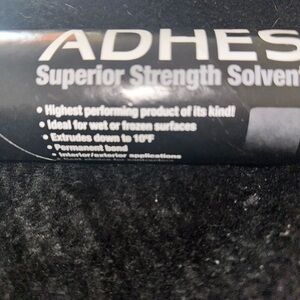 ADHES
Superior Strength Solvent
• Highest performing product of its kind!
• Ideal for wet or frozen surfaces
• Extrudes down to 10°F
• Permanent bond
• Interior/exterior applications